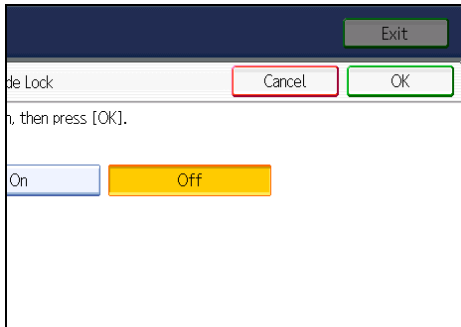 Exit
de Lock Cancel OK
n, then press [OK].
On Off